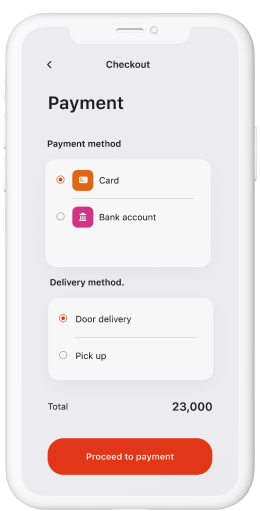 Checkout
Payment
Payment method
Card
Bank account
Delivery method.
Door delivery
Pick up
Total 23,000
Proceed to payment